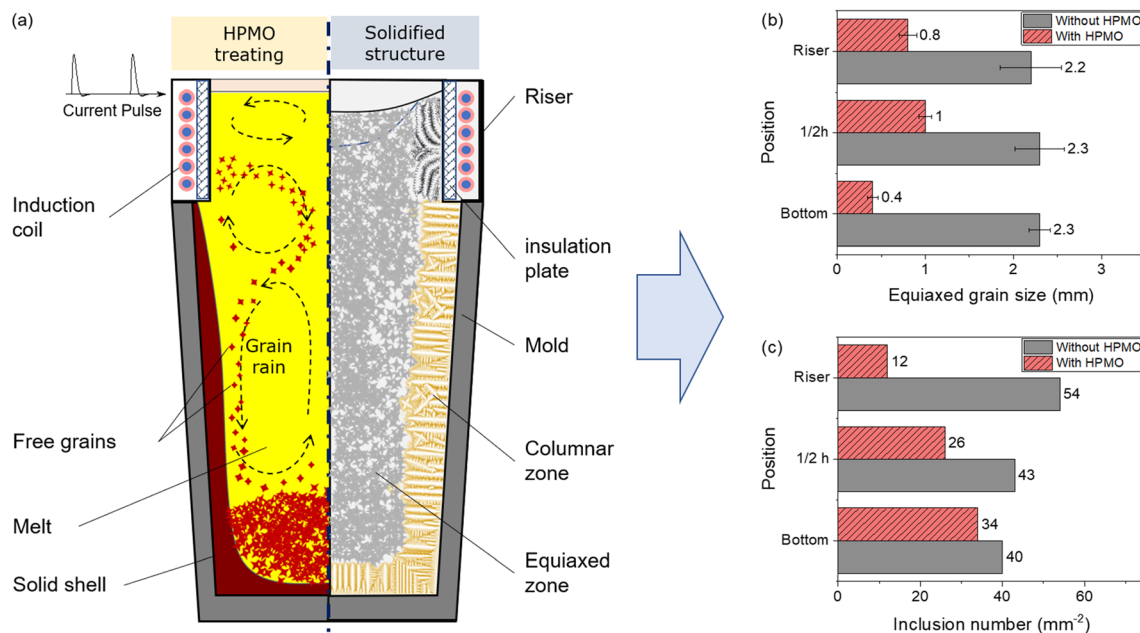 (a)
HPMO
treating
Solidified
structure
Current Pulse
Riser
Induction
coil
insulation
plate
Mold
Grain
rain
Free grains
Columnar
zone
Melt
Equiaxed
zone
Solid shell
(b)
Without HPMO
With HPMO
Position
Riser
0.8
2.2
1/2h
1
2.3
Bottom
0.4
2.3
0 1 2 3
Equiaxed grain size (mm)
(c)
Without HPMO
With HPMO
Position
Riser
12
54
1/2 h
26
43
Bottom
34
40
0 20 40 60
Inclusion number (mm⁻²)